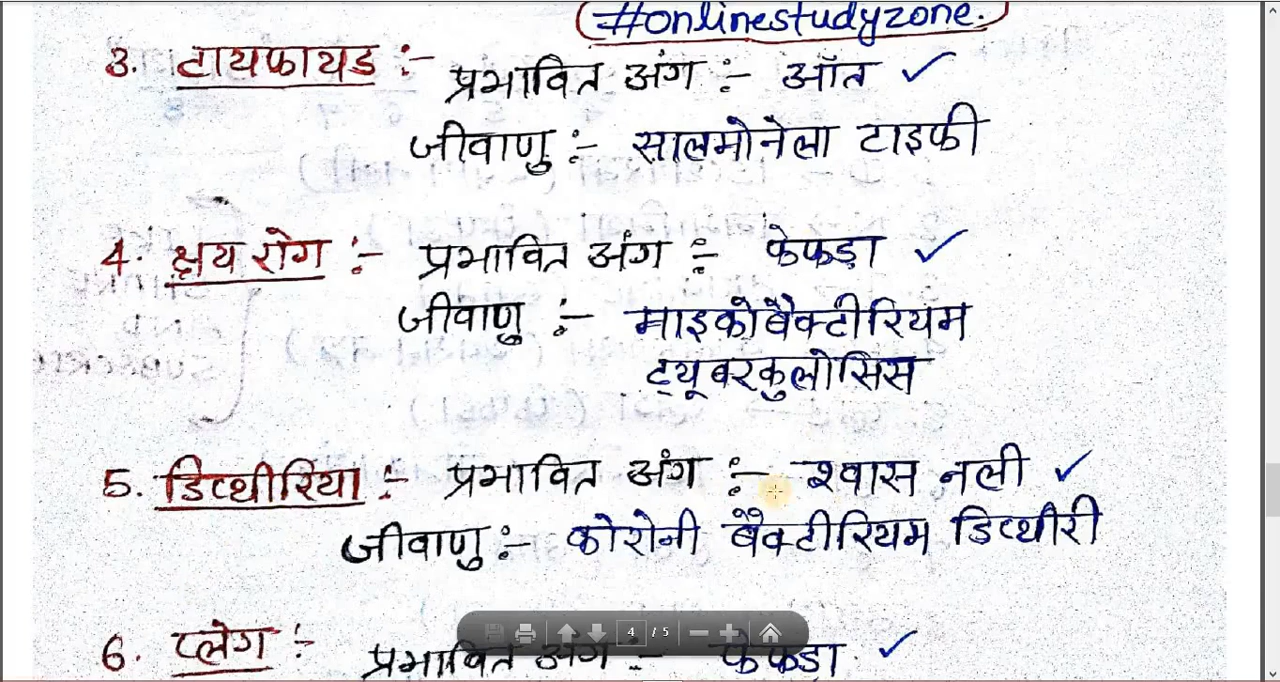 #onlinestudyzone.
3. टायफायड :- प्रभावित अंग :- ऑत ✓
जीवाणु :- सालमोनेला टाइफी
4. क्षय रोग :- प्रभावित अंग :- फेफड़ा ✓
जीवाणु :- माइकोबैक्टीरियम
ट्यूबरकुलोसिस
5. डिप्थीरिया :- प्रभावित अंग :- श्वास नली ✓
जीवाणु :- कोरोनी बैक्टीरियम डिप्थीरी
4 / 5
6. प्लेग :- प्रभावित अंग :- फेफड़ा ✓